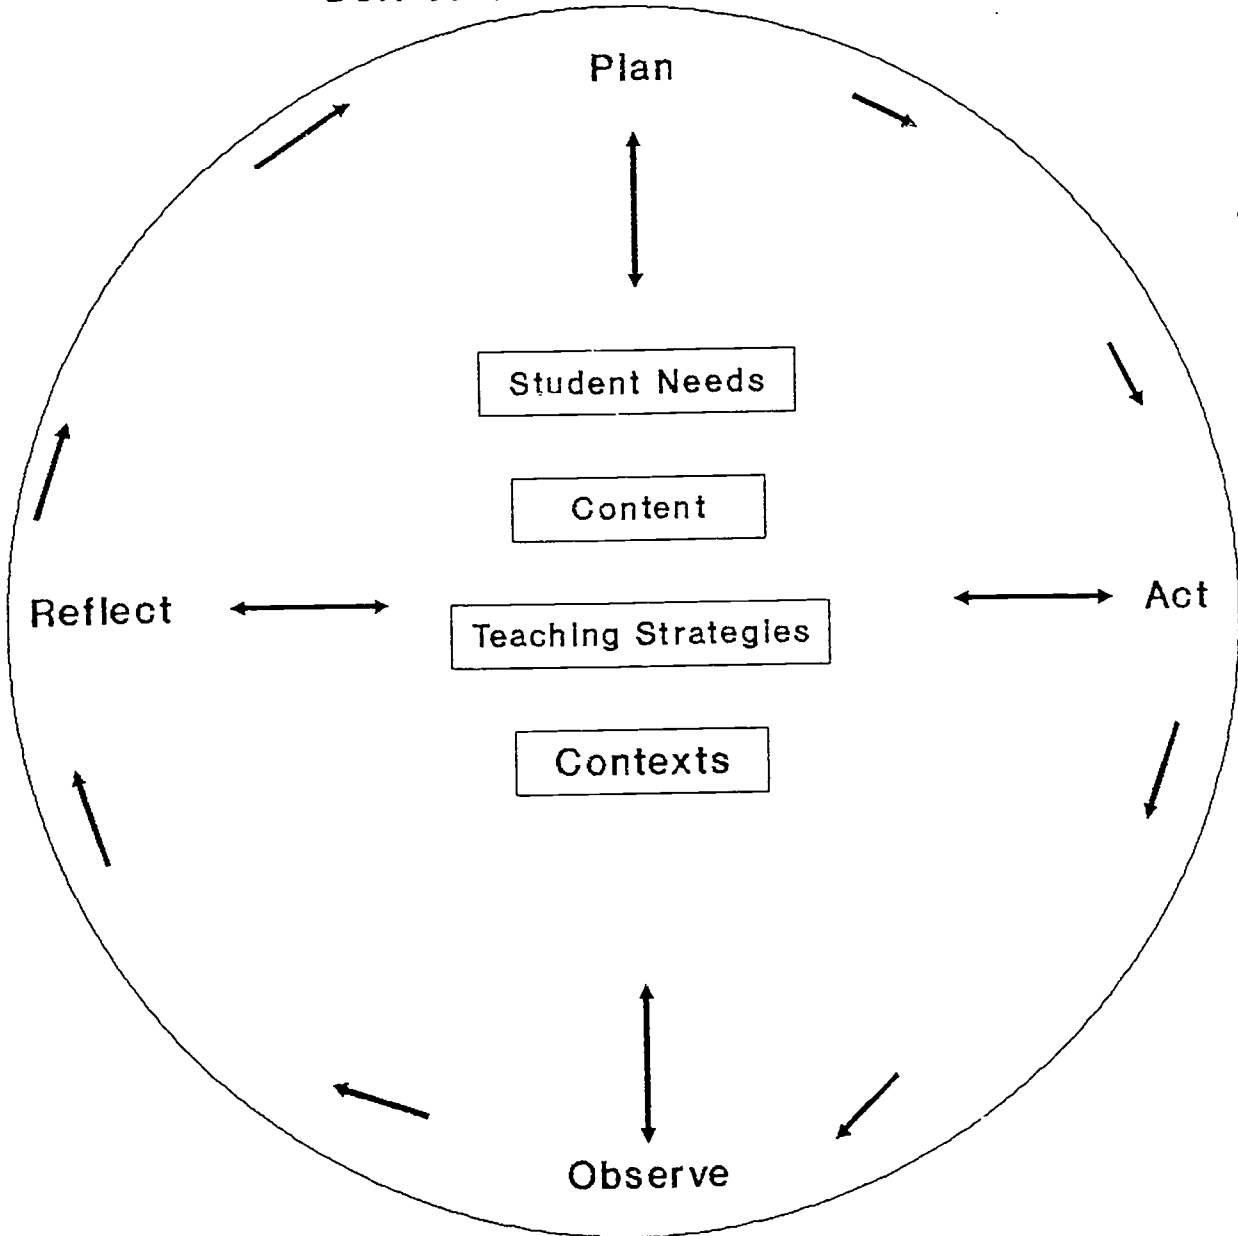 Plan
Student Needs
Content
Reflect
Act
Teaching Strategies
Contexts
Observe